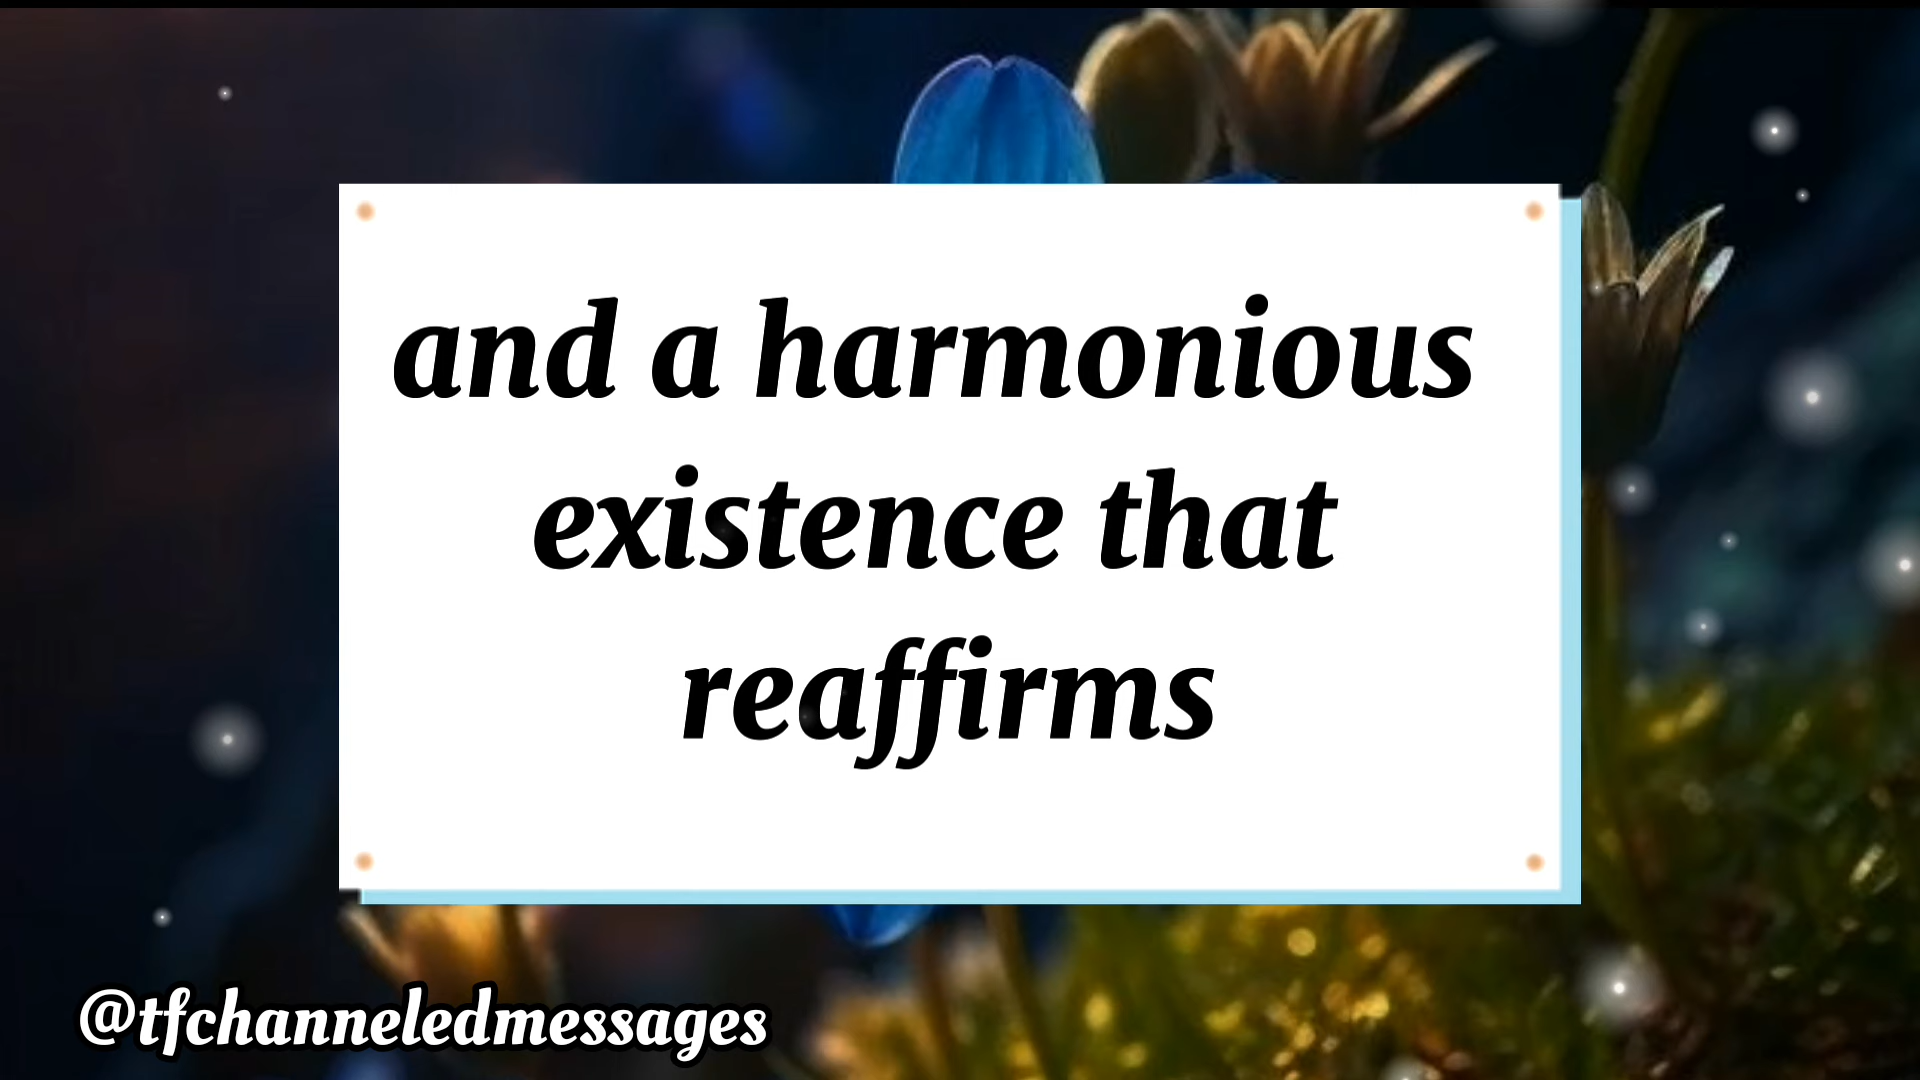 and a harmonious
existence that
reaffirms
@tfchanneledmessages